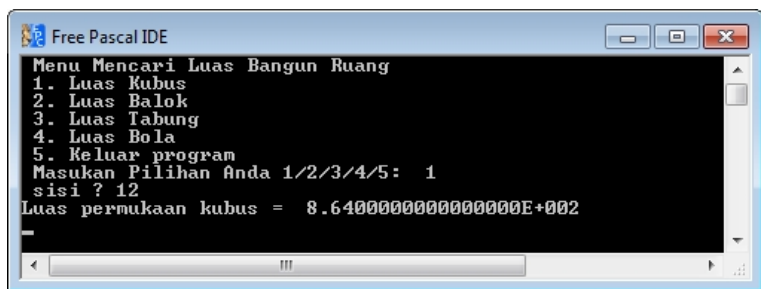 Free Pascal IDE
Menu Mencari Luas Bangun Ruang
1. Luas Kubus
2. Luas Balok
3. Luas Tabung
4. Luas Bola
5. Keluar program
Masukan Pilihan Anda 1/2/3/4/5: 1
sisi ? 12
Luas permukaan kubus = 8.6400000000000000E+002